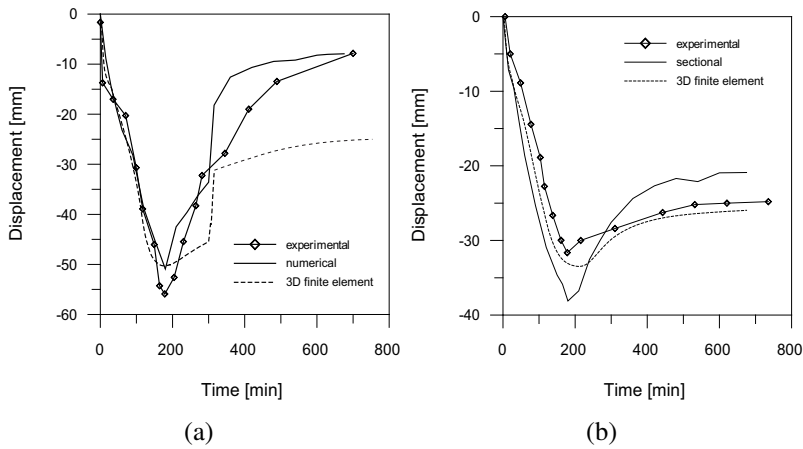 0
-10
-20
-30
-40
-50
-60
Displacement [mm]
experimental
numerical
3D finite element
0 200 400 600 800
Time [min]
(a)
0
-10
-20
-30
-40
Displacement [mm]
experimental
sectional
3D finite element
0 200 400 600 800
Time [min]
(b)